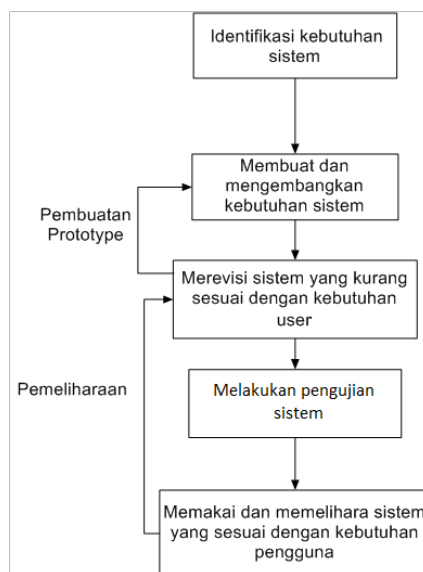 Identifikasi kebutuhan
sistem
Membuat dan
mengembangkan
kebutuhan sistem
Pembuatan
Prototype
Merevisi sistem yang kurang
sesuai dengan kebutuhan
user
Pemeliharaan
Melakukan pengujian
sistem
Memakai dan memelihara sistem
yang sesuai dengan kebutuhan
pengguna